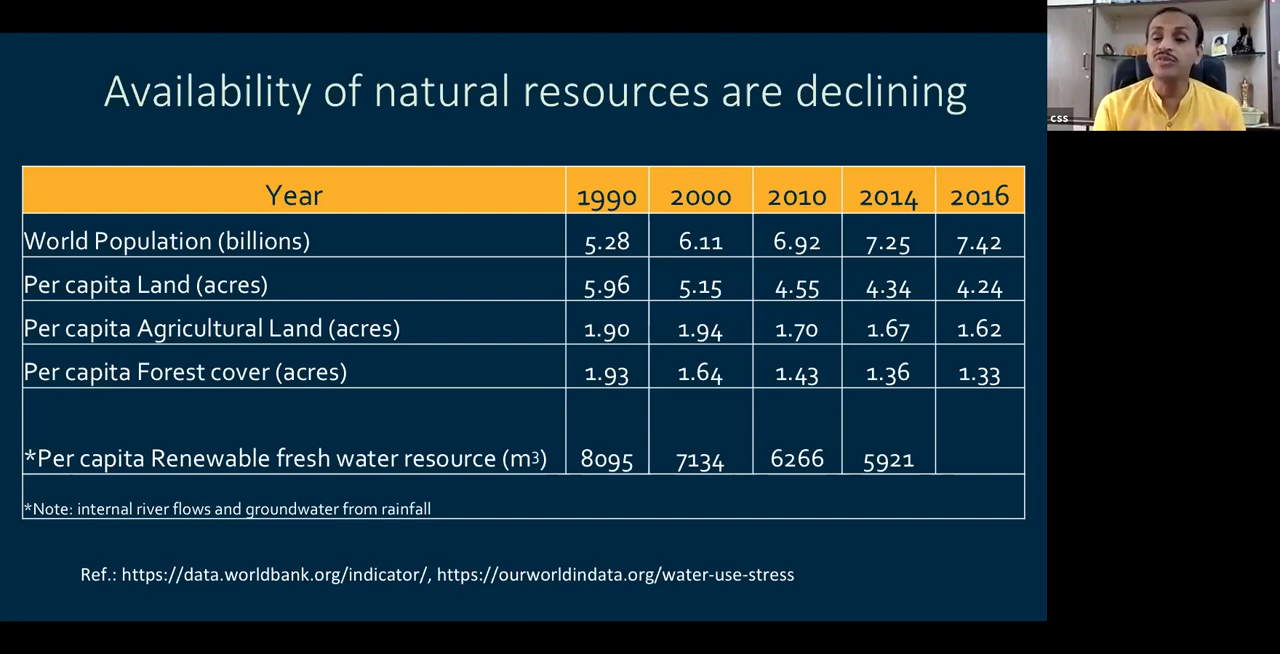 Availability of natural resources are declining
css
Year 1990 2000 2010 2014 2016
World Population (billions) 5.28 6.11 6.92 7.25 7.42
Per capita Land (acres) 5.96 5.15 4.55 4.34 4.24
Per capita Agricultural Land (acres) 1.90 1.94 1.70 1.67 1.62
Per capita Forest cover (acres) 1.93 1.64 1.43 1.36 1.33
*Per capita Renewable fresh water resource (m3) 8095 7134 6266 5921
*Note: internal river flows and groundwater from rainfall
Ref.: https://data.worldbank.org/indicator/, https://ourworldindata.org/water-use-stress